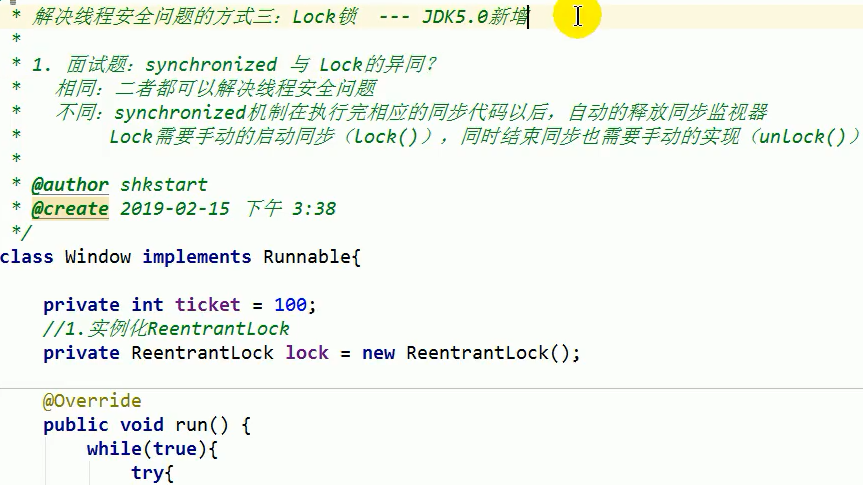 * 解决线程安全问题的方式三：Lock锁 --- JDK5.0新增
*
* 1. 面试题：synchronized 与 Lock的异同？
* 相同：二者都可以解决线程安全问题
* 不同：synchronized机制在执行完相应的同步代码以后，自动的释放同步监视器
* Lock需要手动的启动同步（lock()），同时结束同步也需要手动的实现（unlock()）
*
* @author shkstart
* @create 2019-02-15 下午 3:38
*/
class Window implements Runnable{
private int ticket = 100;
//1.实例化ReentrantLock
private ReentrantLock lock = new ReentrantLock();
@Override
public void run() {
while(true){
try{